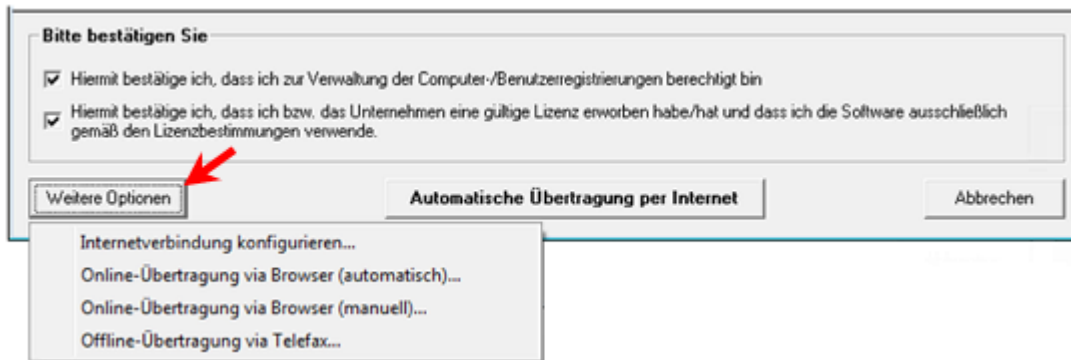 Bitte bestätigen Sie
Hiermit bestätige ich, dass ich zur Verwaltung der Computer-/Benutzerregistrierungen berechtigt bin
Hiermit bestätige ich, dass ich bzw. das Unternehmen eine gültige Lizenz erworben habe/hat und dass ich die Software ausschließlich
gemäß den Lizenzbestimmungen verwende.
Weitere Optionen
Automatische Übertragung per Internet
Abbrechen
Internetverbindung konfigurieren...
Online-Übertragung via Browser (automatisch)...
Online-Übertragung via Browser (manuell)...
Offline-Übertragung via Telefax...